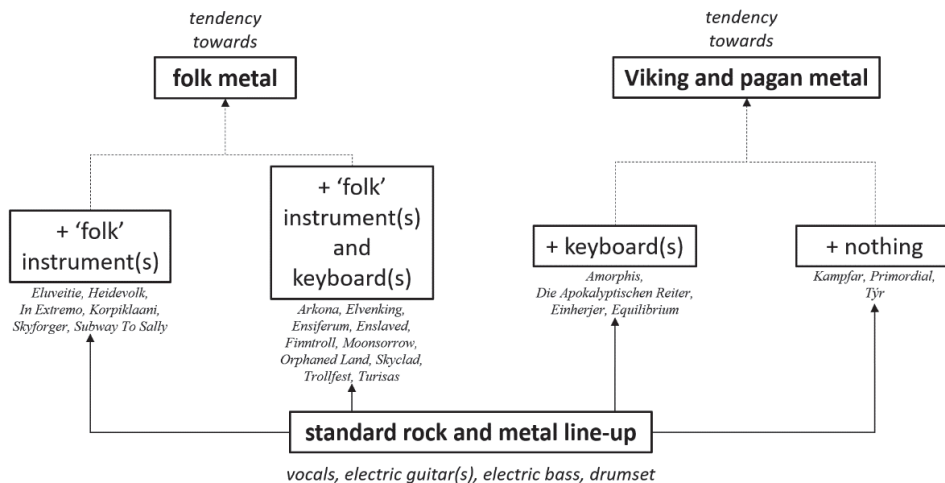 tendency
towards
folk metal
tendency
towards
Viking and pagan metal
+ ‘folk’
instrument(s)
Eluveitie, Heidevolk,
In Extremo, Korpiklaani,
Skyforger, Subway To Sally
+ ‘folk’
instrument(s)
and
keyboard(s)
Arkona, Elvenking,
Ensiferum, Enslaved,
Finntroll, Moonsorrow,
Orphaned Land, Skyclad,
Trollfest, Turisas
+ keyboard(s)
Amorphis,
Die Apokalyptischen Reiter,
Einherjer, Equilibrium
+ nothing
Kampfar, Primordial,
Týr
standard rock and metal line-up
vocals, electric guitar(s), electric bass, drumset